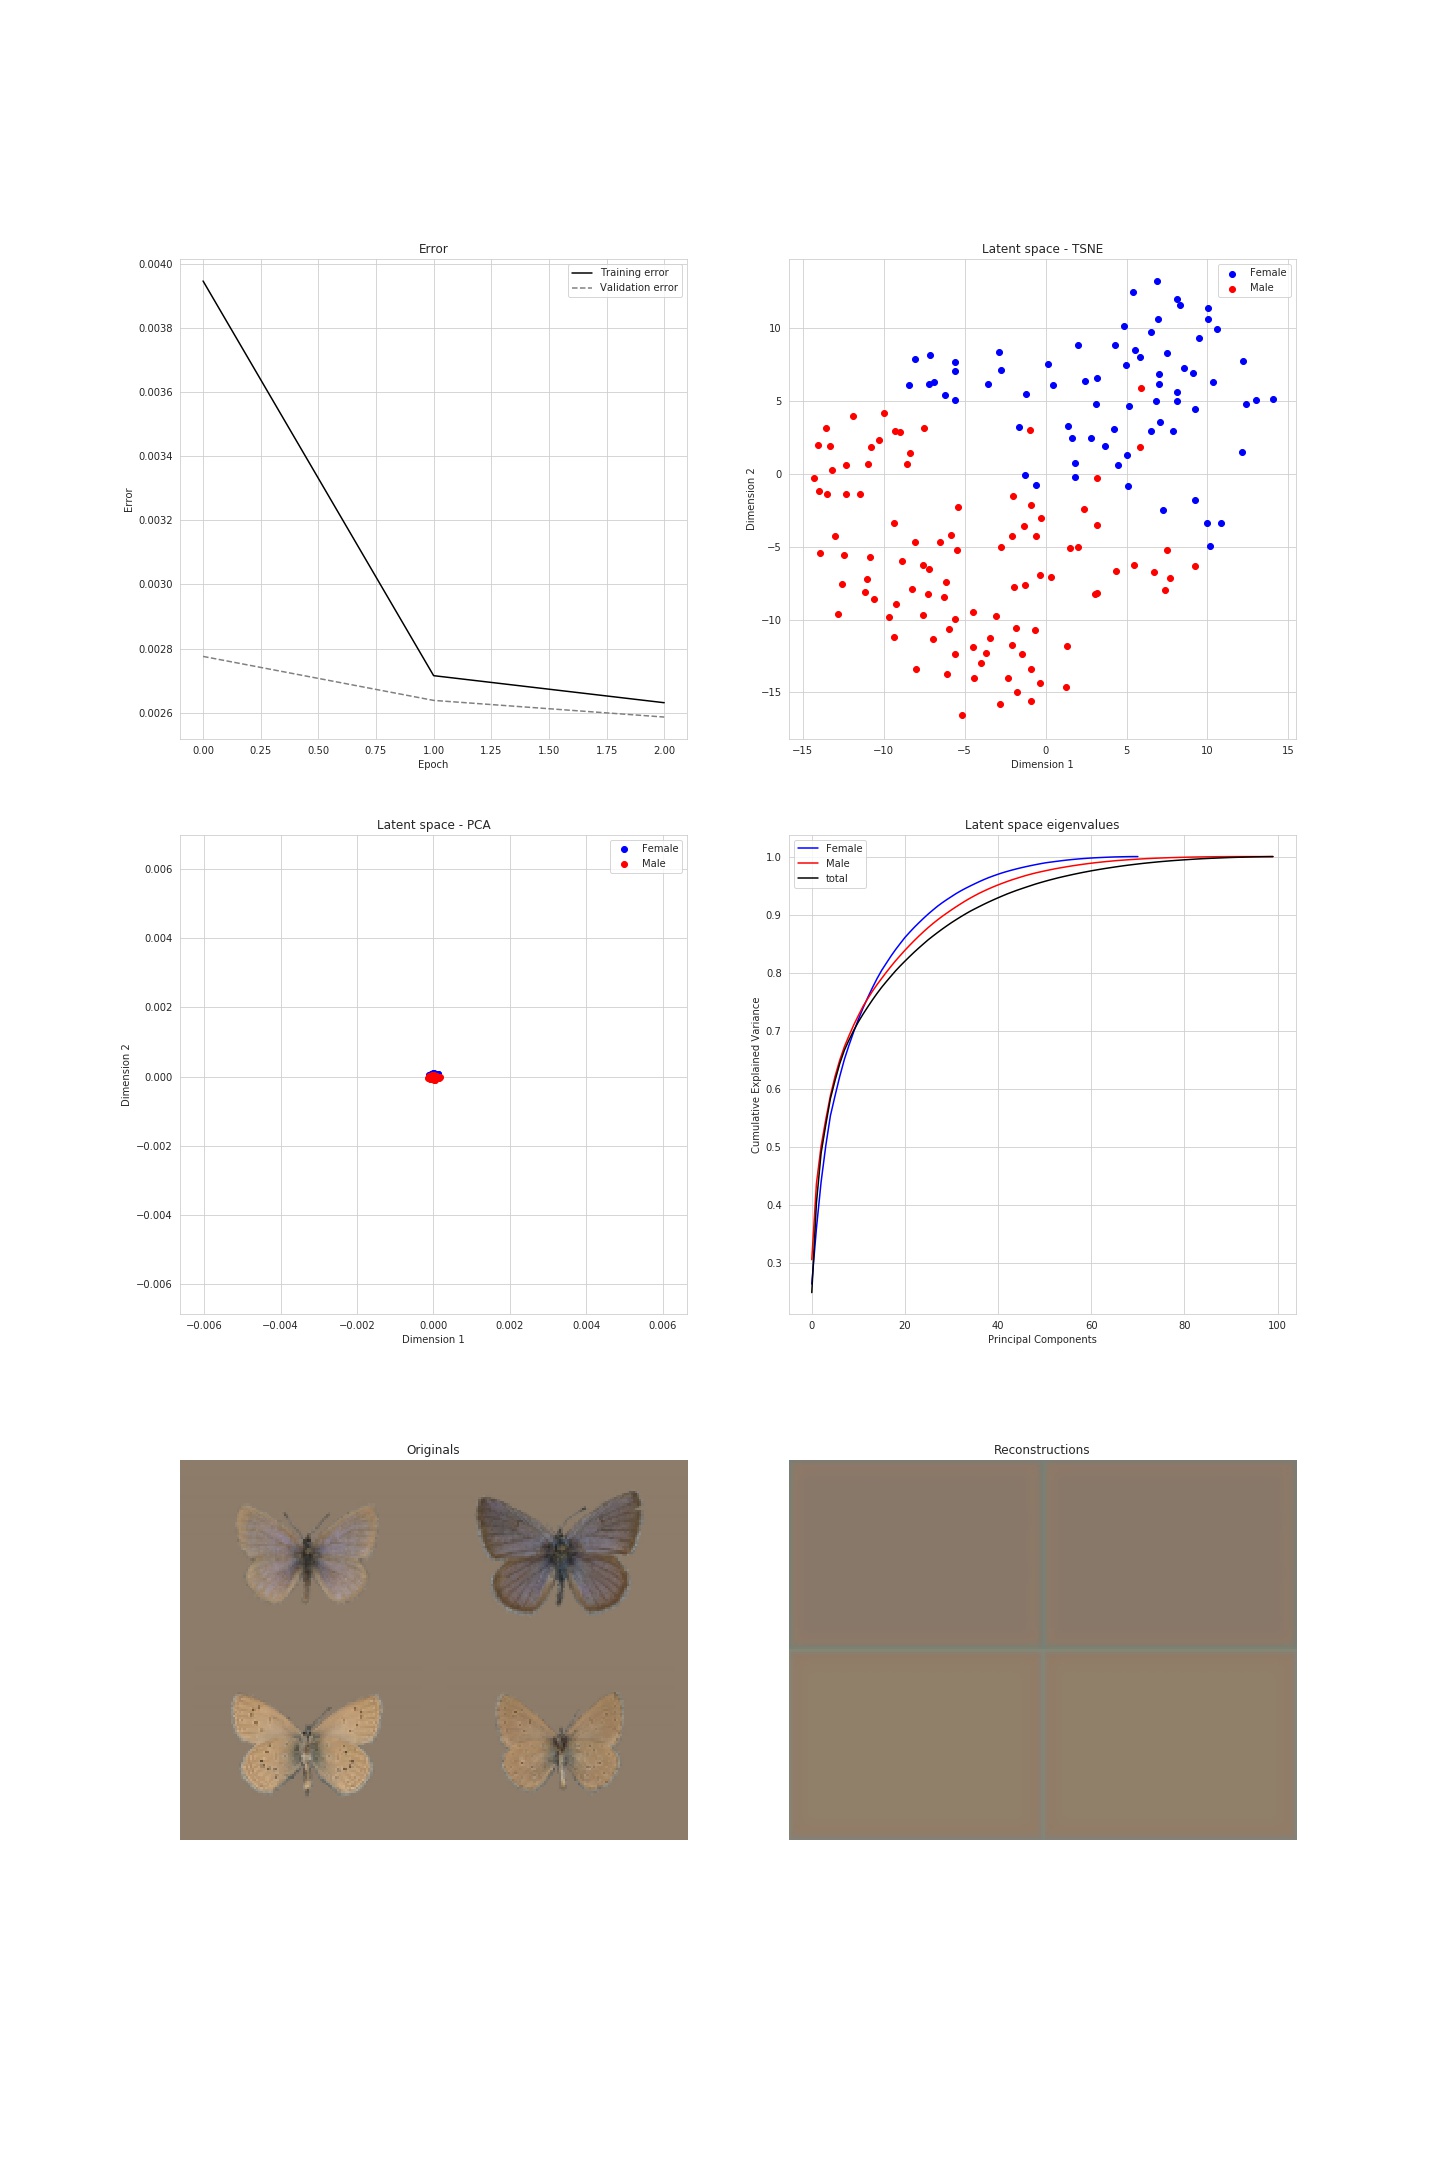 Error
Training error
Validation error
0.0040
0.0038
0.0036
0.0034
0.0032
0.0030
0.0028
0.0026
Error
0.00 0.25 0.50 0.75 1.00 1.25 1.50 1.75 2.00
Epoch
Latent space - TSNE
Female
Male
10
5
0
−5
−10
−15
Dimension 2
−15 −10 −5 0 5 10 15
Dimension 1
Latent space - PCA
Female
Male
0.006
0.004
0.002
0.000
−0.002
−0.004
−0.006
Dimension 2
−0.006 −0.004 −0.002 0.000 0.002 0.004 0.006
Dimension 1
Latent space eigenvalues
Female
Male
total
1.0
0.9
0.8
0.7
0.6
0.5
0.4
0.3
Cumulative Explained Variance
0 20 40 60 80 100
Principal Components
Originals
Reconstructions